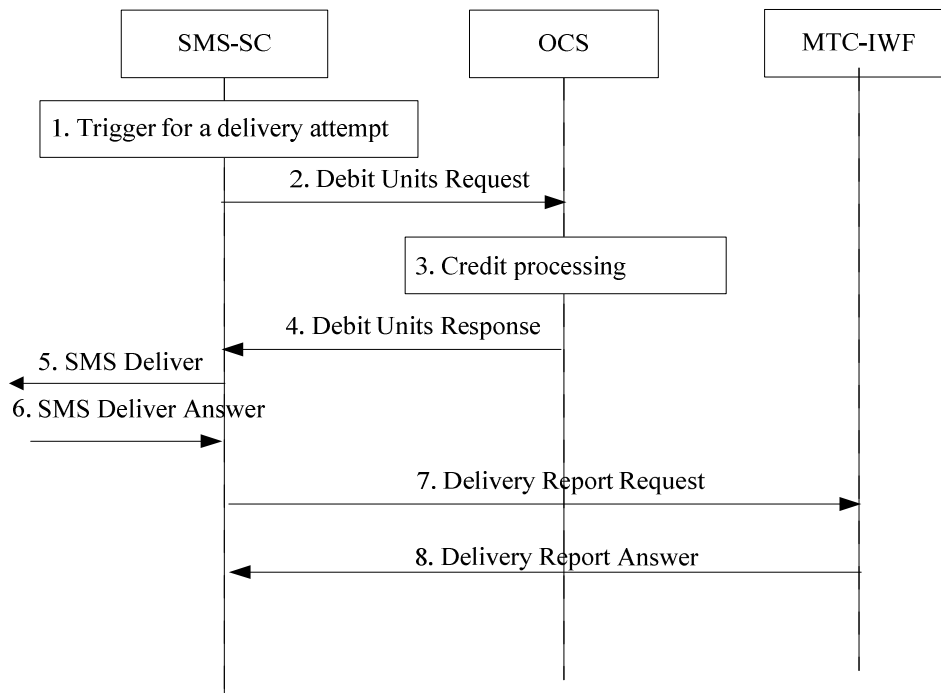 SMS-SC
OCS
MTC-IWF
1. Trigger for a delivery attempt
2. Debit Units Request
3. Credit processing
4. Debit Units Response
5. SMS Deliver
6. SMS Deliver Answer
7. Delivery Report Request
8. Delivery Report Answer